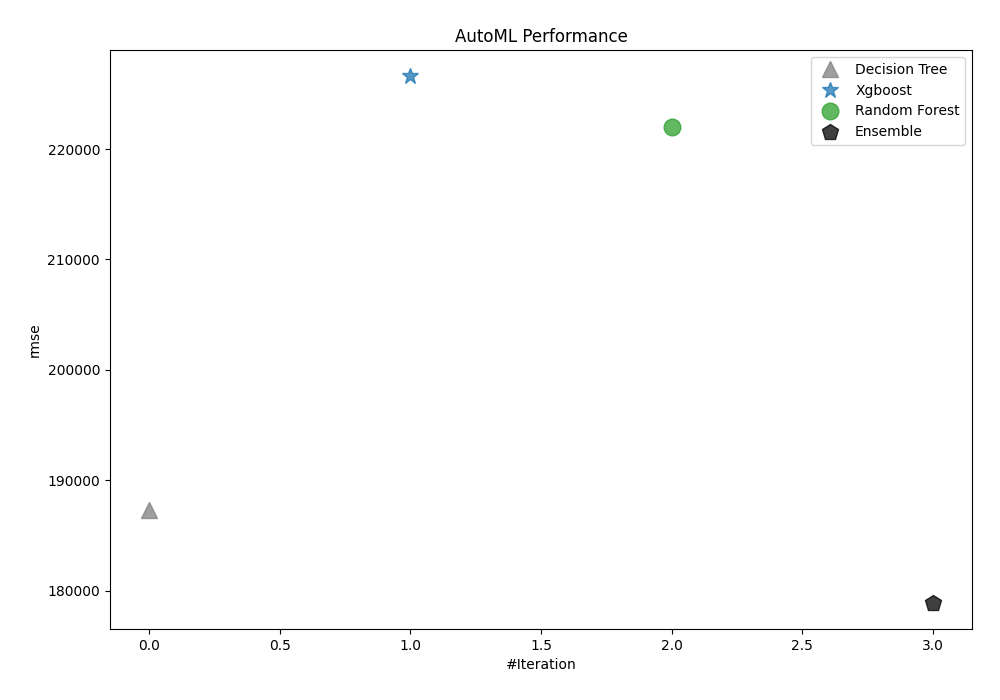 AutoML Performance
Decision Tree
Xgboost
Random Forest
Ensemble
220000
210000
200000
190000
180000
rmse
0.0 0.5 1.0 1.5 2.0 2.5 3.0
#Iteration